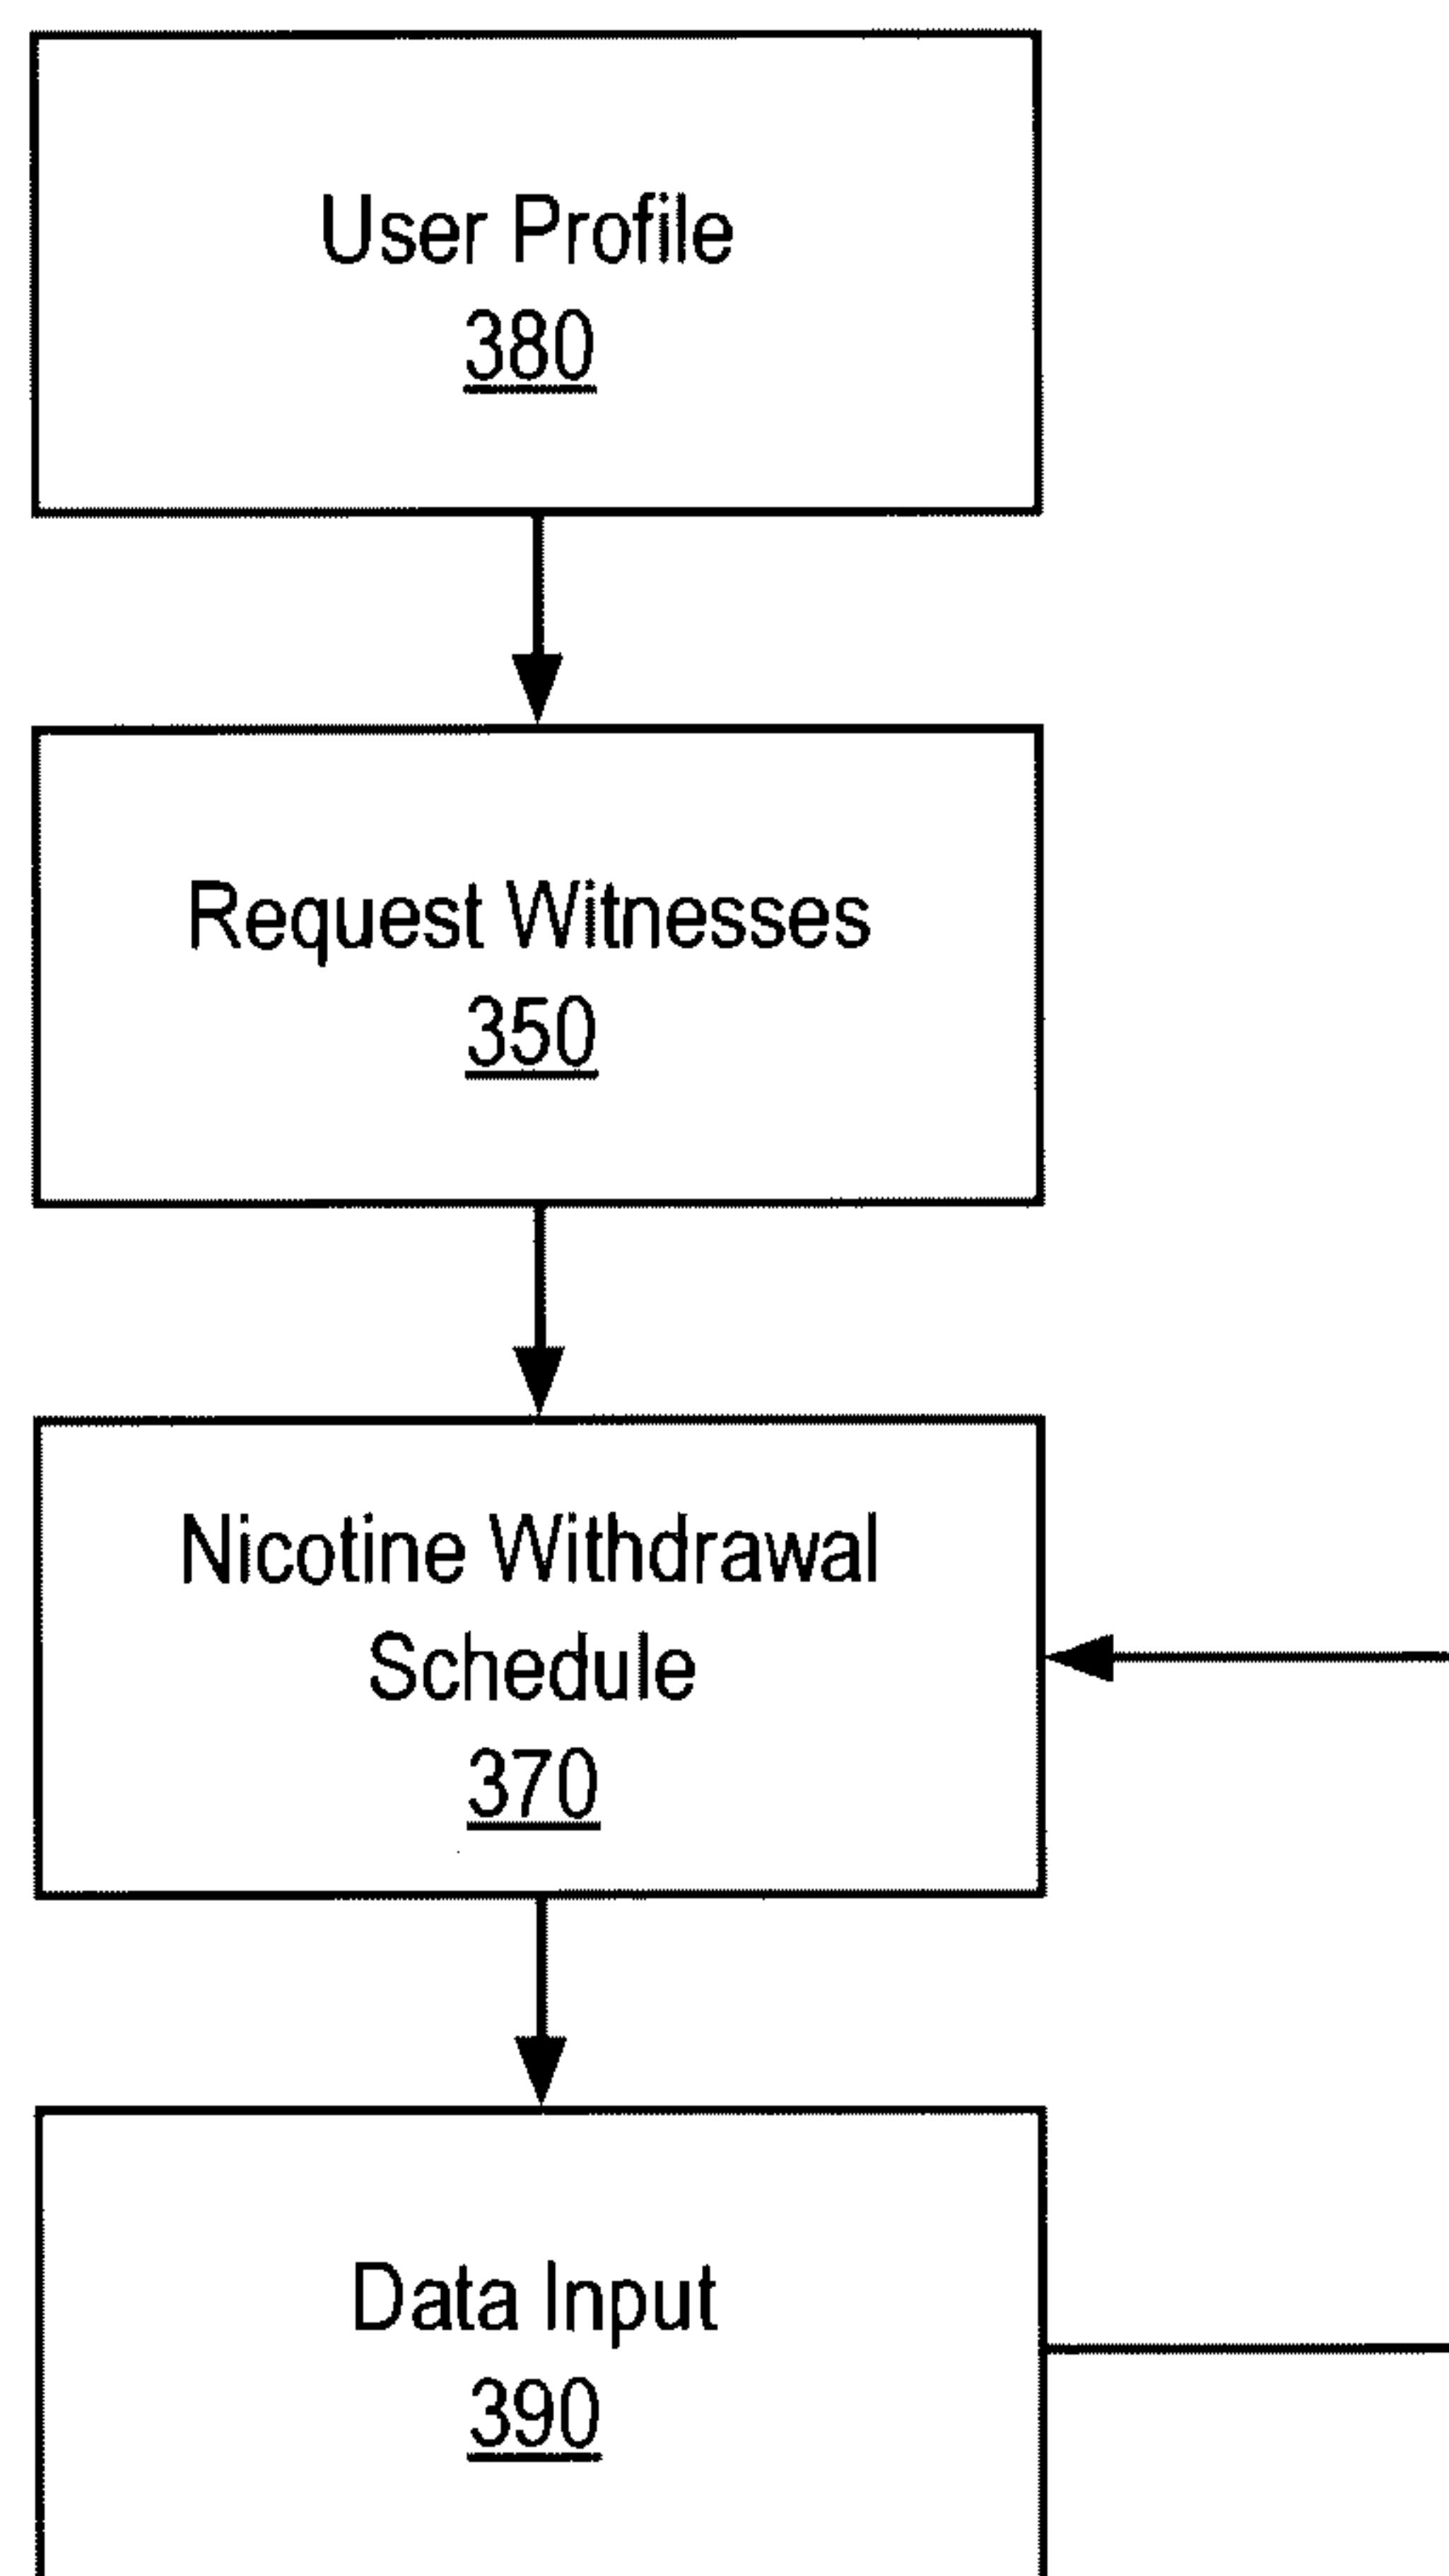 User Profile
380
Request Witnesses
350
Nicotine Withdrawal
Schedule
370
Data Input
390